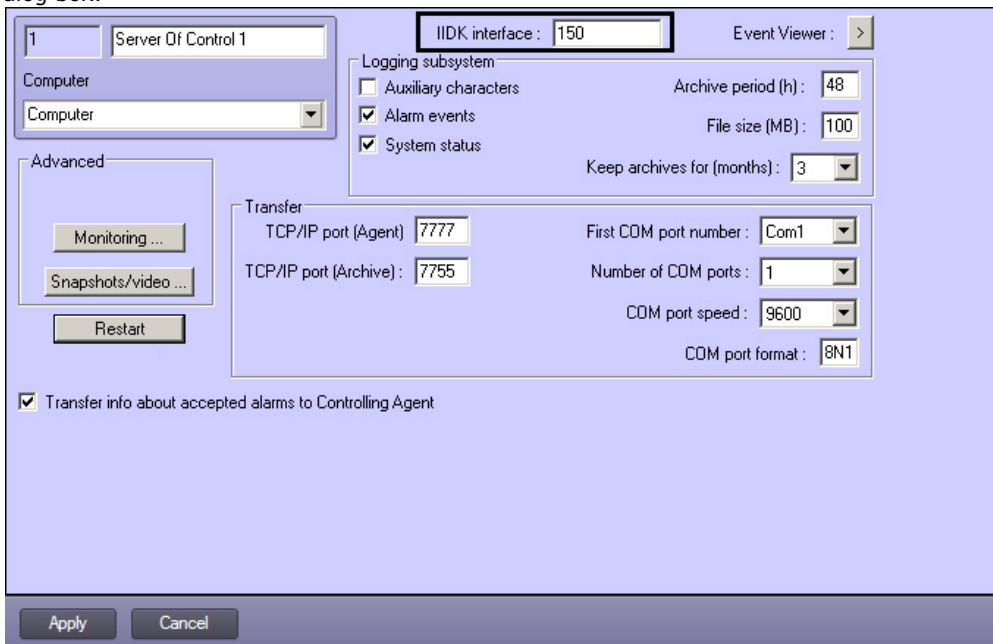 alog box.
1 Server Of Control 1
IIDK interface : 150
Event Viewer : >
Computer
Computer
Logging subsystem
Auxiliary characters
Archive period (h) : 48
Alarm events
File size (MB) : 100
System status
Keep archives for (months) : 3
Advanced
Monitoring ...
Snapshots/video ...
Restart
Transfer
TCP/IP port (Agent) 7777
First COM port number : Com1
TCP/IP port (Archive) : 7755
Number of COM ports : 1
COM port speed : 9600
COM port format : 8N1
Transfer info about accepted alarms to Controlling Agent
Apply Cancel